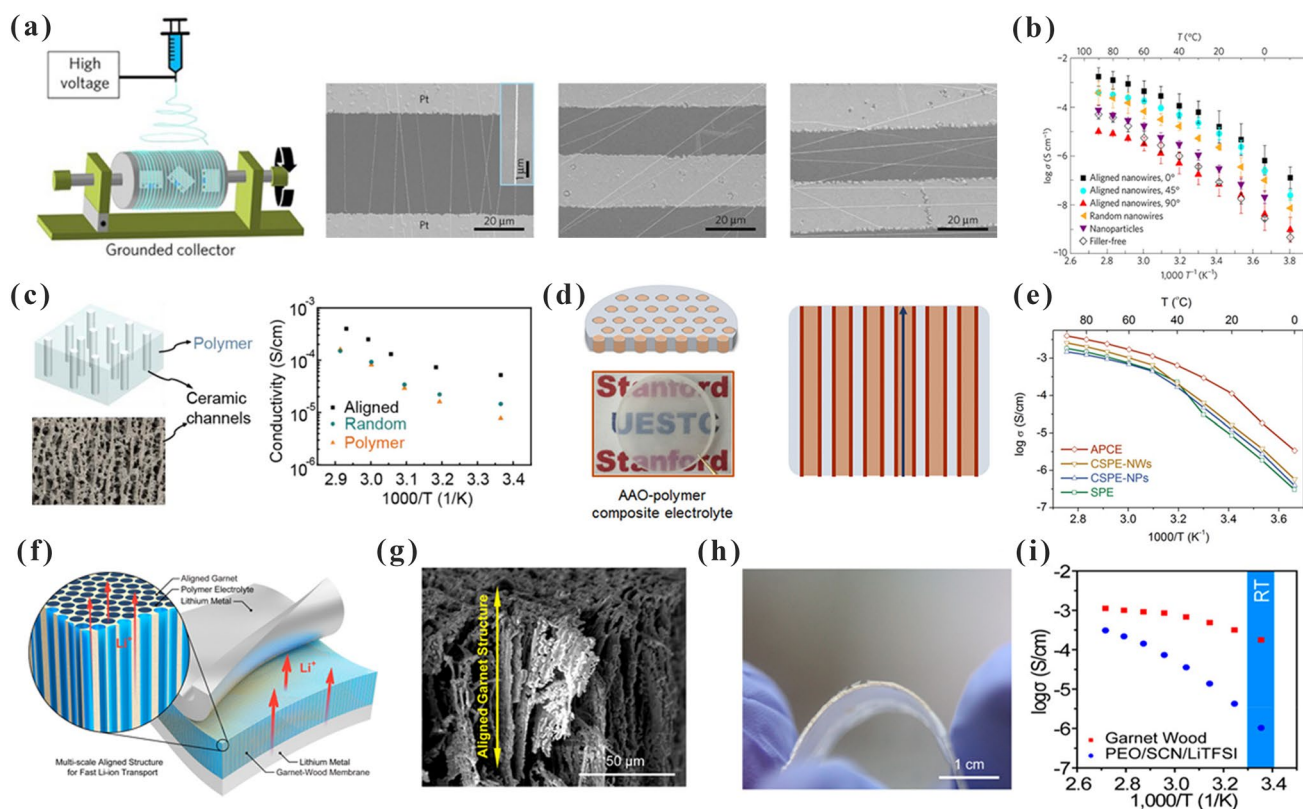 (a)
High
voltage
Grounded collector
Pt
1 μm
Pt
20 μm
20 μm
20 μm
(b)
T (°C)
100 80 60 40 20 0
−2
−4
−6
−8
−10
log σ (S cm⁻¹)
Aligned nanowires, 0°
Aligned nanowires, 45°
Aligned nanowires, 90°
Random nanowires
Nanoparticles
Filler-free
2.6 2.8 3.0 3.2 3.4 3.6 3.8
1,000 T⁻¹ (K⁻¹)
(c)
Polymer
Ceramic
channels
10⁻³
10⁻⁴
10⁻⁵
10⁻⁶
Conductivity (S/cm)
Aligned
Random
Polymer
2.9 3.0 3.1 3.2 3.3 3.4
1000/T (1/K)
(d)
Stanford
UESTC
Stanford
AAO-polymer
composite electrolyte
(e)
T (°C)
80 60 40 20 0
-3
-4
-5
-6
-7
log σ (S/cm)
APCE
CSPE-NWs
CSPE-NPs
SPE
2.8 3.0 3.2 3.4 3.6
1000/T (K⁻¹)
(f)
Aligned Garnet
Polymer Electrolyte
Lithium Metal
Li⁺
Li⁺
Multi-scale Aligned Structure
for Fast Li-ion Transport
Lithium Metal
Garnet-Wood Membrane
(g)
Aligned Garnet Structure
50 μm
(h)
1 cm
(i)
-2
-3
-4
-5
-6
-7
logσ (S/cm)
RT
Garnet Wood
PEO/SCN/LiTFSI
2.6 2.8 3.0 3.2 3.4
1,000/T (1/K)